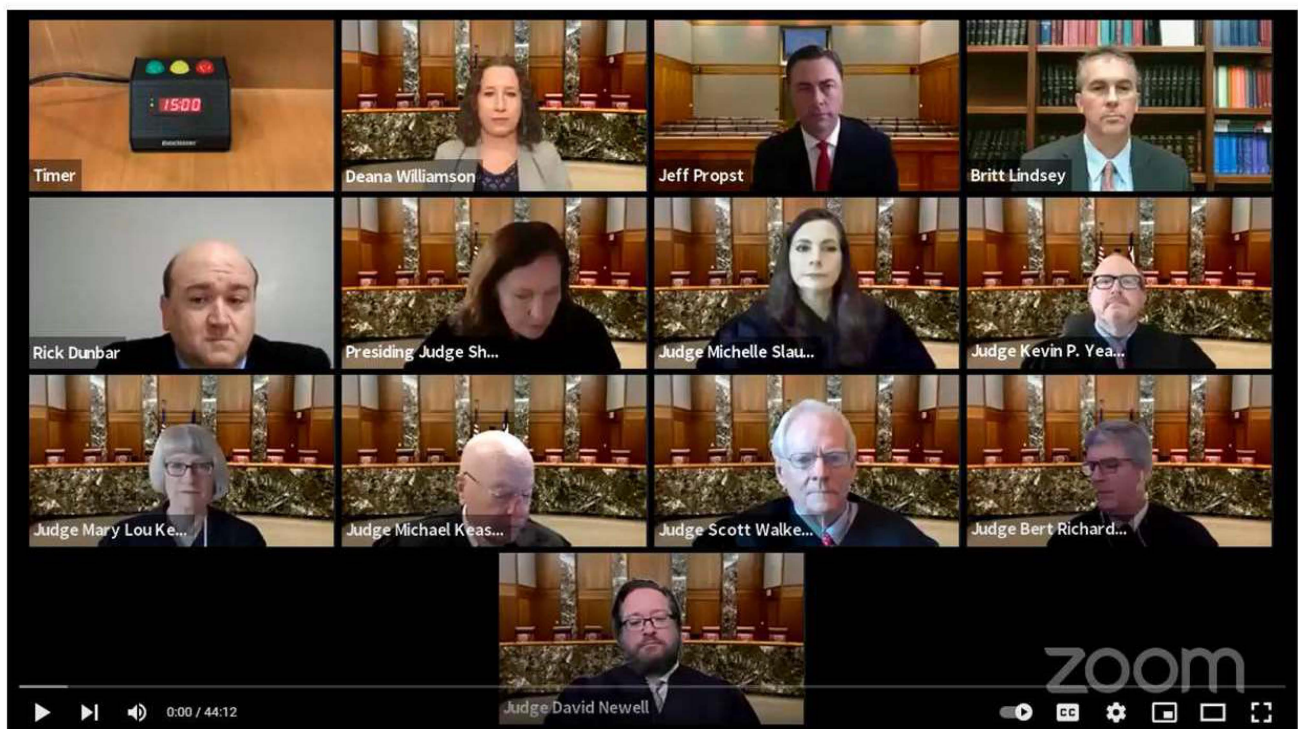 15:00
Timer
Deana Williamson
Jeff Propst
Britt Lindsey
Rick Dunbar
Presiding Judge Sh...
Judge Michelle Slau...
Judge Kevin P. Yea...
Judge Mary Lou Ke...
Judge Michael Keas...
Judge Scott Walke...
Judge Bert Richard...
Judge David Newell
zoom
0:00 / 44:12
CC